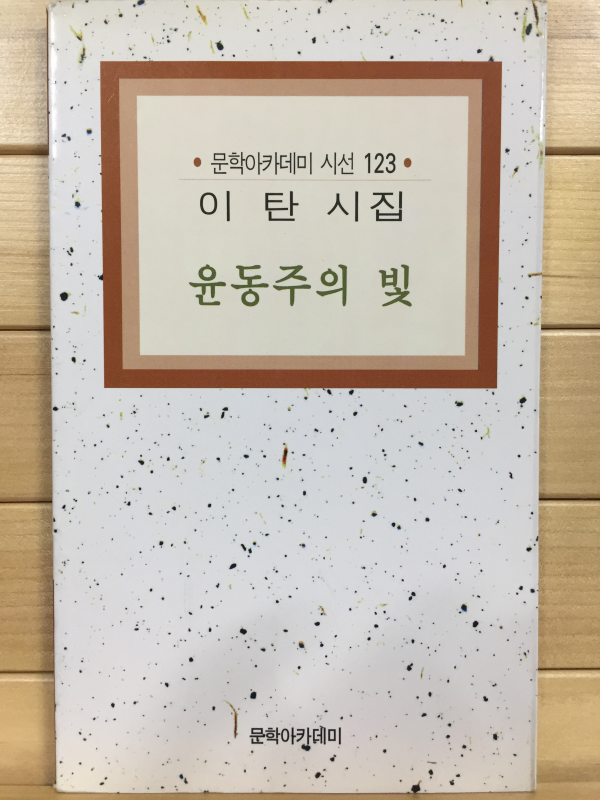 • 문학아카데미 시선 123 •
이 탄 시집
윤동주의 빛
문학아카데미